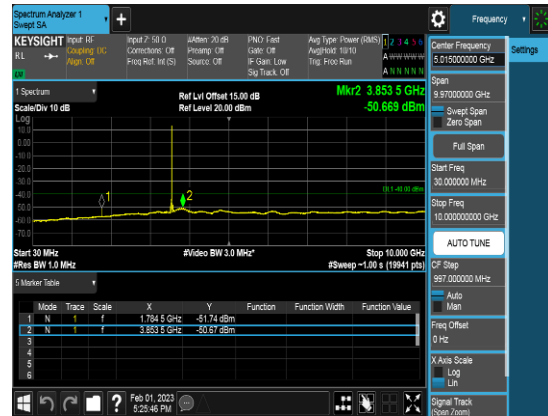 Spectrum Analyzer 1
Swept SA
Frequency
KEYSIGHT
RL
Input: RF
Coupling: DC
Align: Off
Input Z: 50 Ω
Corrections: Off
Freq Ref: Int (S)
#Atten: 20 dB
Preamp: Off
Source: Off
PNO: Fast
Gate: Off
IF Gain: Low
Sig Track: Off
Avg Type: Power (RMS)
Avg|Hold: 10/10
Trig: Free Run
1 2 3 4 5 6
A W W W W W
A N N N N N
1 Spectrum
Scale/Div 10 dB
Ref Lvl Offset 15.00 dB
Ref Level 20.00 dBm
Mkr2 3.853 5 GHz
-50.669 dBm
Log
10.0
0.00
-10.0
-20.0
-30.0
-40.0
-50.0
-60.0
-70.0
1
2
DL1 -40.00 dBm
Start 30 MHz
#Res BW 1.0 MHz
#Video BW 3.0 MHz*
Stop 10.000 GHz
#Sweep ~1.00 s (19941 pts)
5 Marker Table
Mode Trace Scale X Y Function Function Width Function Value
1 N 1 f 1.784 5 GHz -51.74 dBm
2 N 1 f 3.853 5 GHz -50.67 dBm
3
4
5
6
Feb 01, 2023
5:25:46 PM
Center Frequency
5.015000000 GHz
Settings
Span
9.97000000 GHz
Swept Span
Zero Span
Full Span
Start Freq
30.000000 MHz
Stop Freq
10.000000000 GHz
AUTO TUNE
CF Step
997.000000 MHz
Auto
Man
Freq Offset
0 Hz
X Axis Scale
Log
Lin
Signal Track
(Span Zoom)